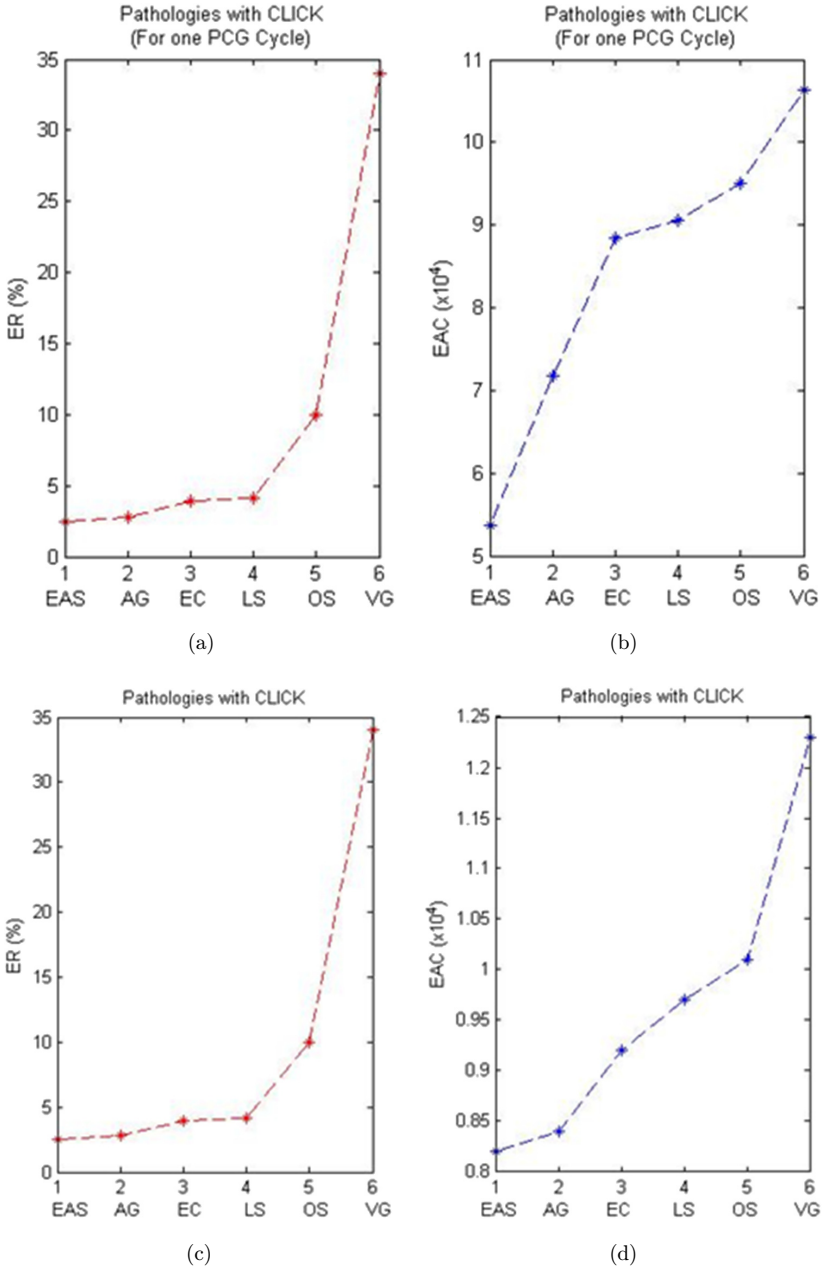 Pathologies with CLICK
(For one PCG Cycle)
ER (%)
35
30
25
20
15
10
5
0
1 2 3 4 5 6
EAS AG EC LS OS VG
(a)
Pathologies with CLICK
(For one PCG Cycle)
EAC (x10⁴)
11
10
9
8
7
6
5
1 2 3 4 5 6
EAS AG EC LS OS VG
(b)
Pathologies with CLICK
ER (%)
35
30
25
20
15
10
5
0
1 2 3 4 5 6
EAS AG EC LS OS VG
(c)
Pathologies with CLICK
EAC (x10⁴)
1.25
1.2
1.15
1.1
1.05
1
0.95
0.9
0.85
0.8
1 2 3 4 5 6
EAS AG EC LS OS VG
(d)